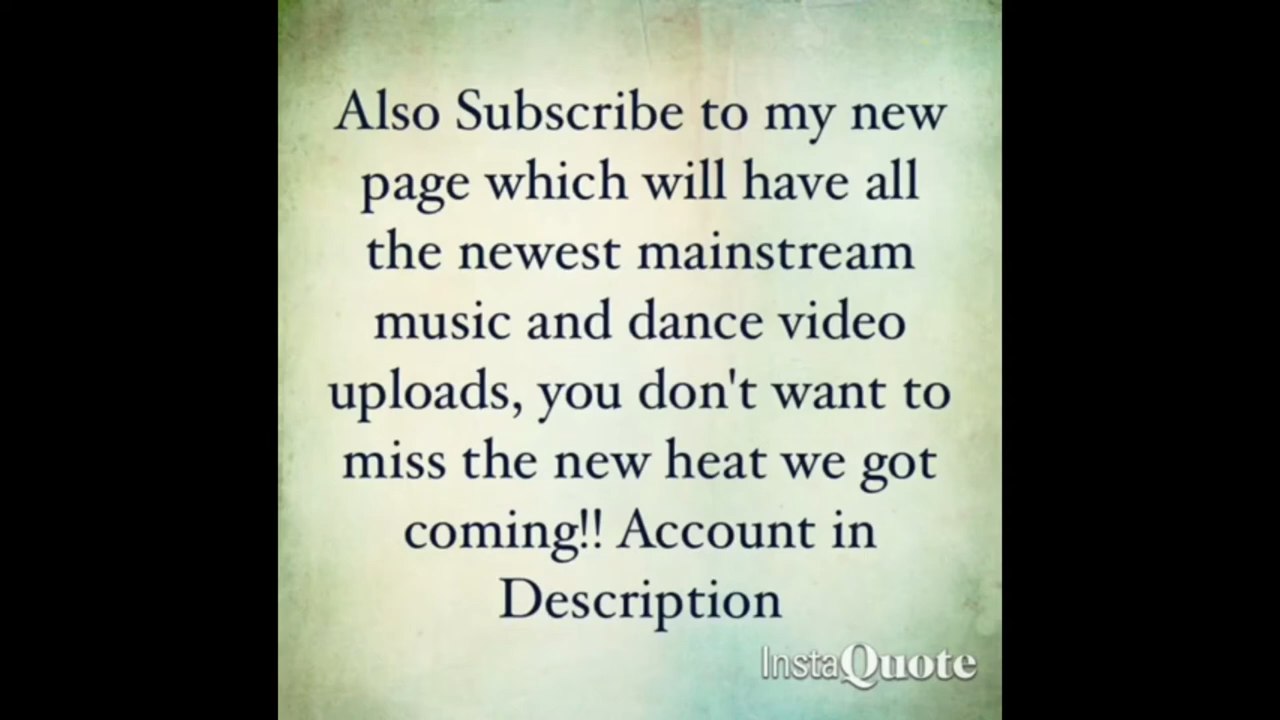 Also Subscribe to my new
page which will have all
the newest mainstream
music and dance video
uploads, you don't want to
miss the new heat we got
coming!! Account in
Description
InstaQuote